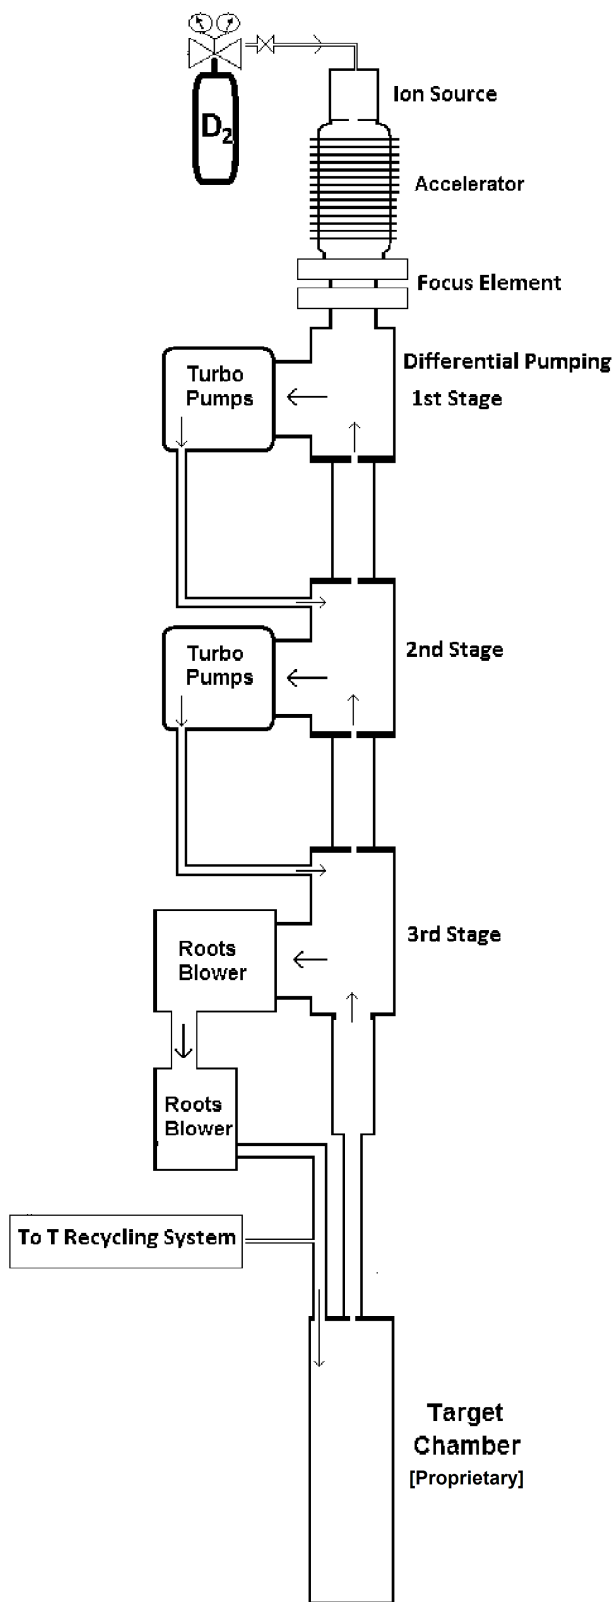 D2
Ion Source
Accelerator
Focus Element
Differential Pumping
1st Stage
Turbo
Pumps
2nd Stage
Turbo
Pumps
3rd Stage
Roots
Blower
Roots
Blower
To T Recycling System
Target
Chamber
[Proprietary]